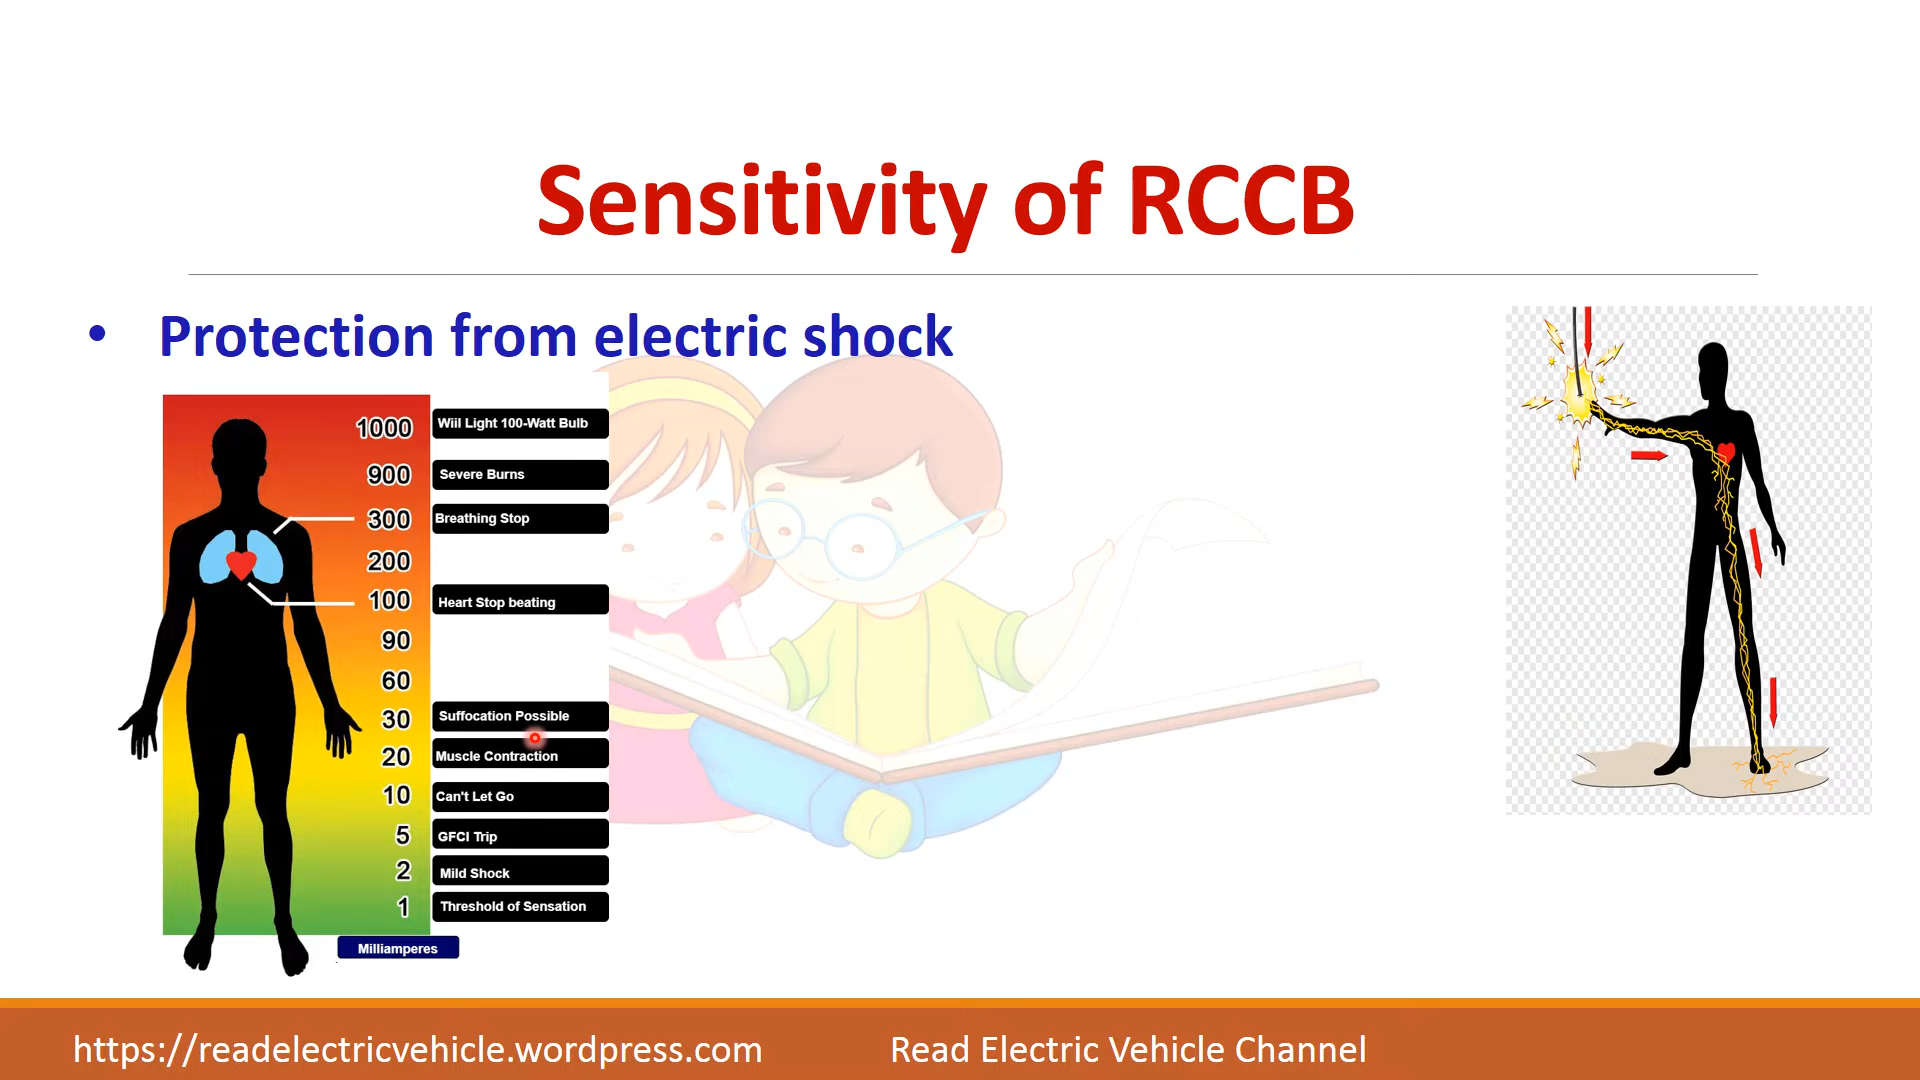 Sensitivity of RCCB
• Protection from electric shock
1000 Wiil Light 100-Watt Bulb
900 Severe Burns
300 Breathing Stop
200
100 Heart Stop beating
90
60
30 Suffocation Possible
20 Muscle Contraction
10 Can't Let Go
5 GFCI Trip
2 Mild Shock
1 Threshold of Sensation
Milliamperes
https://readelectricvehicle.wordpress.com Read Electric Vehicle Channel